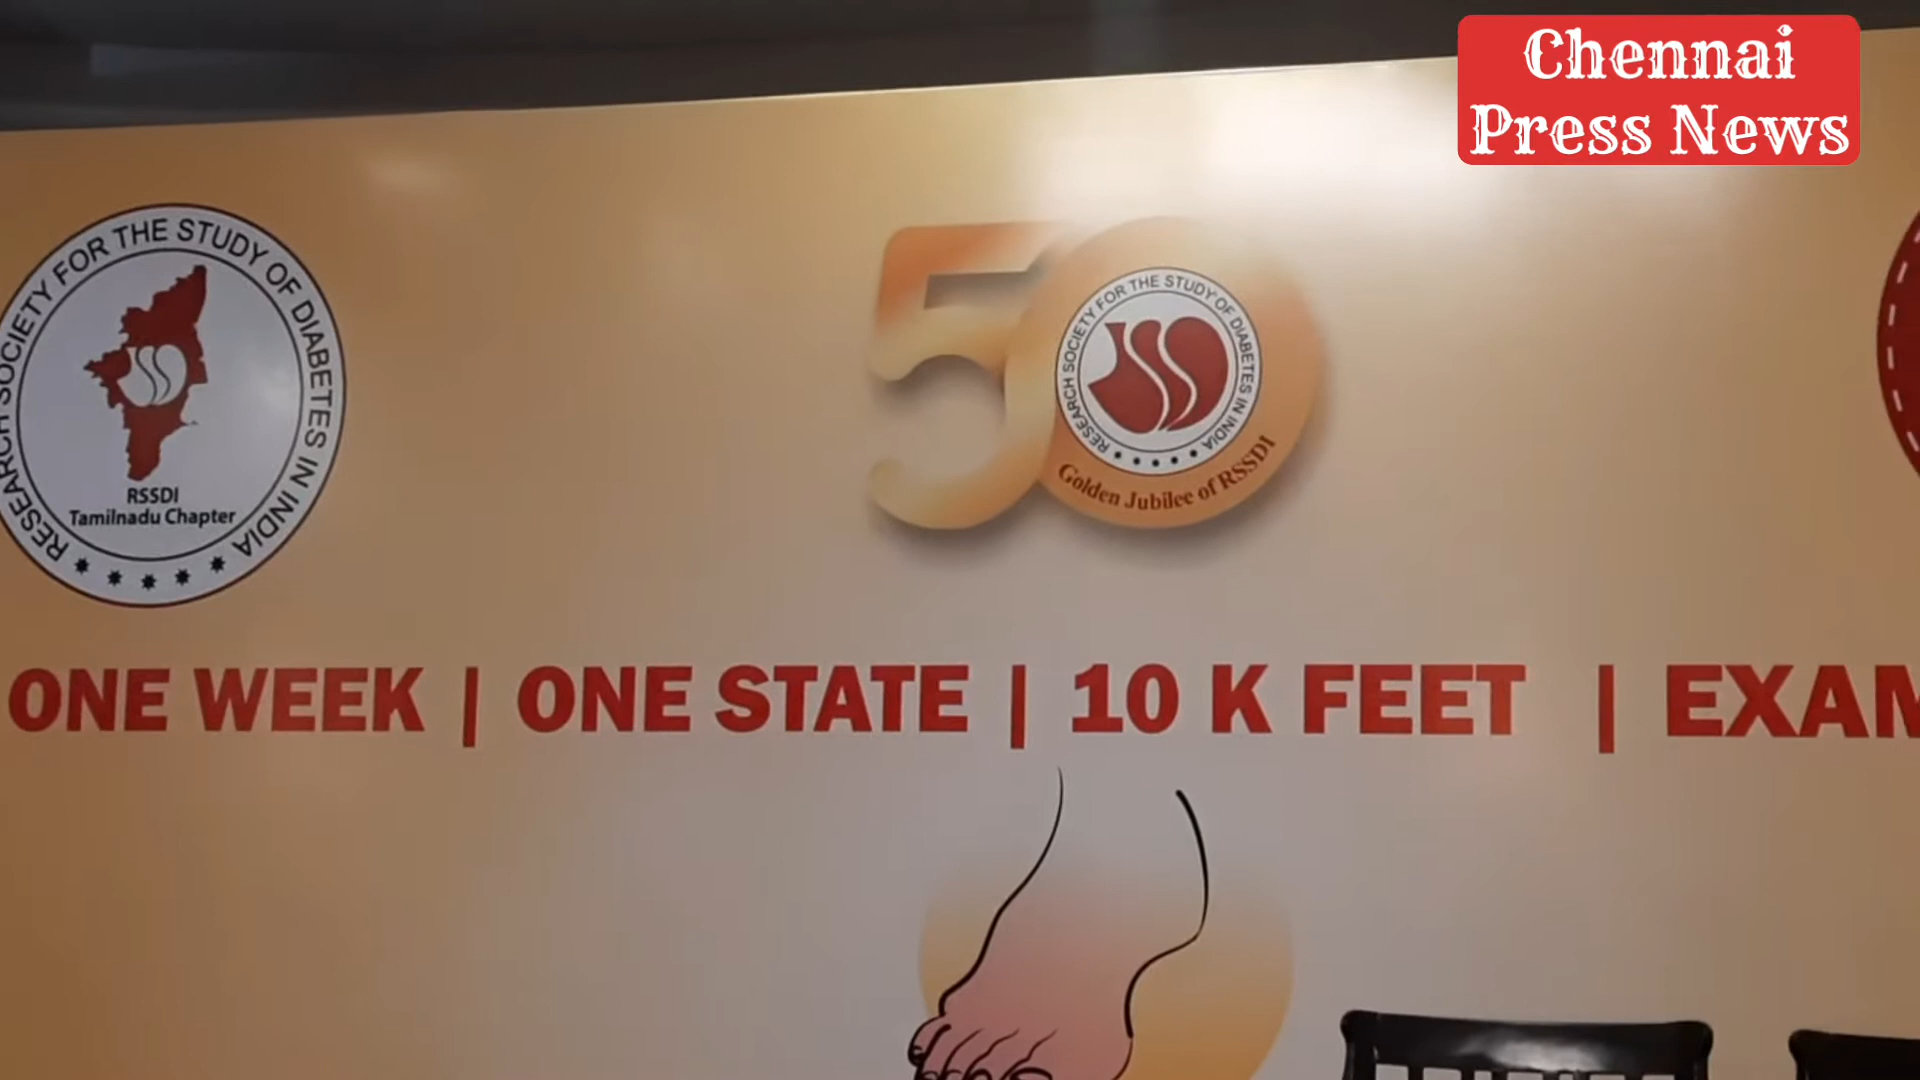 Chennai
Press News
RESEARCH SOCIETY FOR THE STUDY OF DIABETES IN INDIA
RSSDI
Tamilnadu Chapter
50
RESEARCH SOCIETY FOR THE STUDY OF DIABETES IN INDIA
Golden Jubilee of RSSDI
ONE WEEK | ONE STATE | 10 K FEET | EXAM